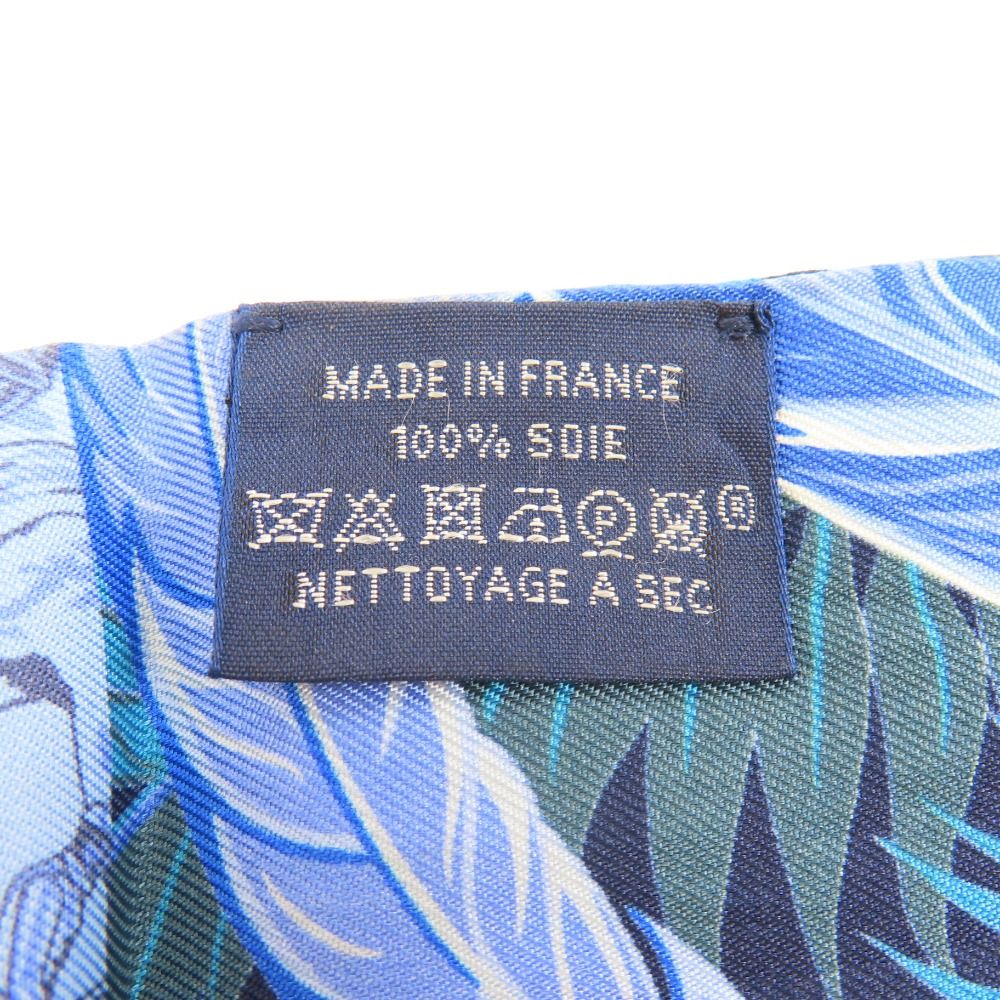 MADE IN FRANCE
100% SOIE
P ®
NETTOYAGE A SEC